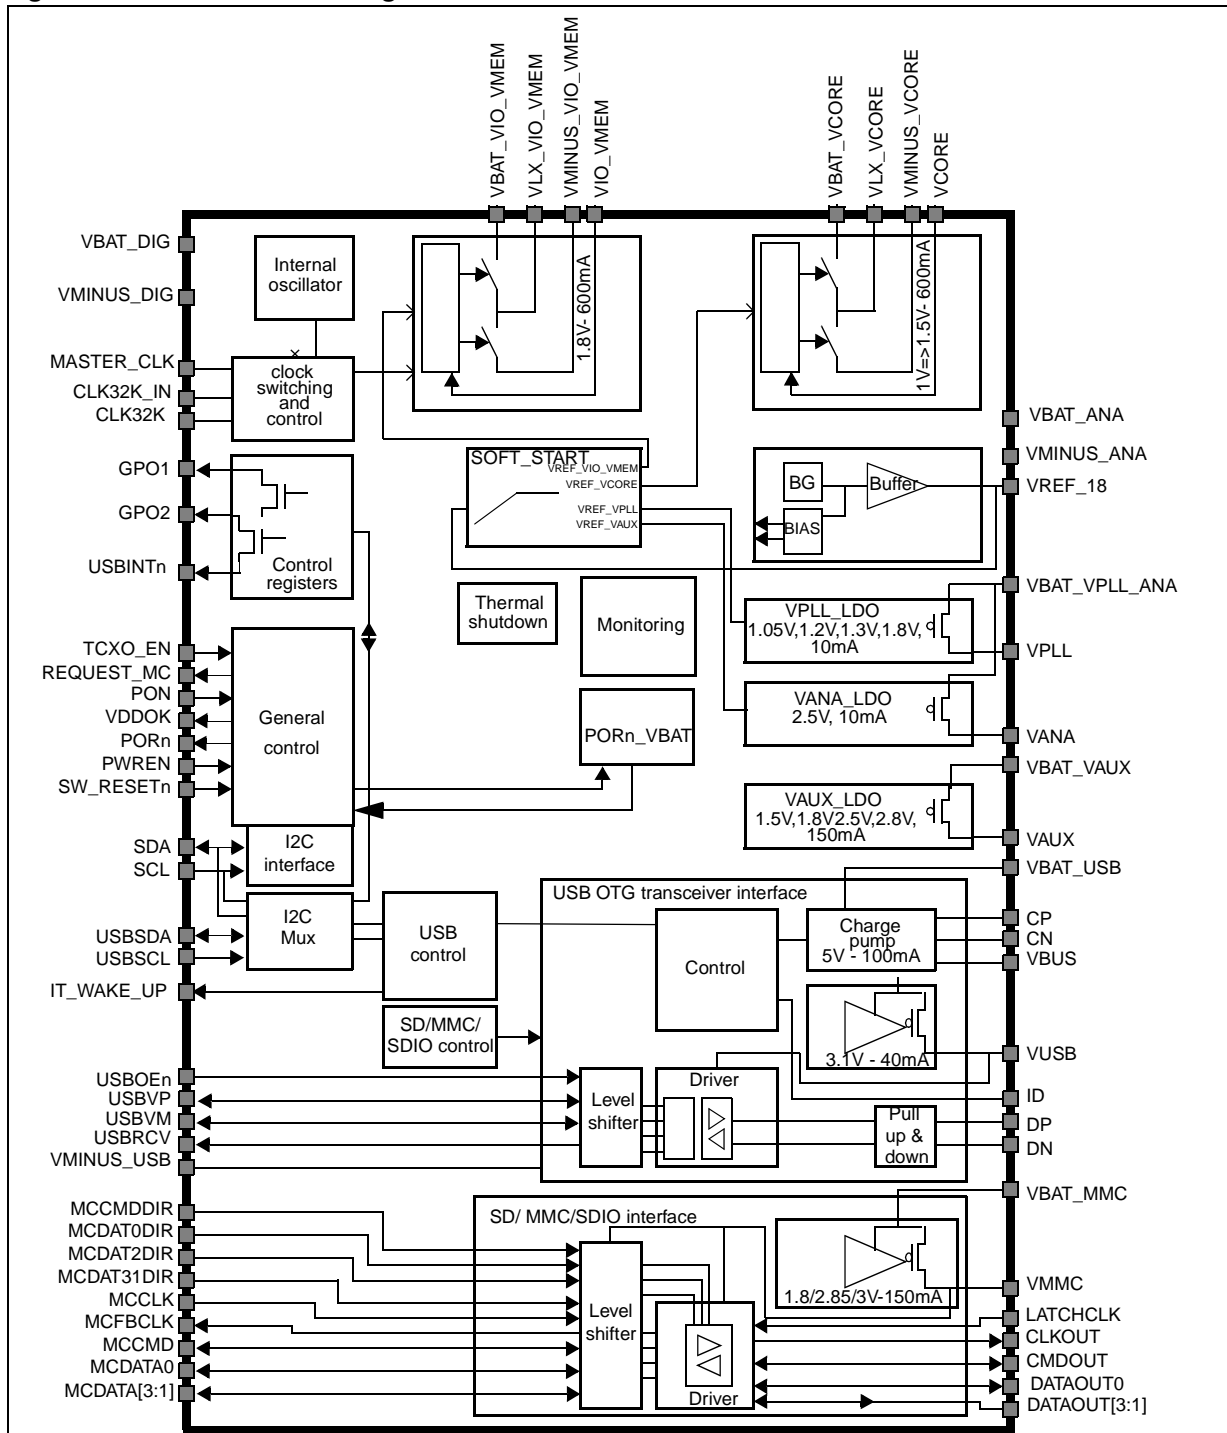 VBAT_VIO_VMEM
VLX_VIO_VMEM
VMINUS_VIO_VMEM
VIO_VMEM
VBAT_VCORE
VLX_VCORE
VMINUS_VCORE
VCORE
VBAT_DIG
VMINUS_DIG
MASTER_CLK
CLK32K_IN
CLK32K
GPO1
GPO2
USBINTn
TCXO_EN
REQUEST_MC
PON
VDDOK
PORn
PWREN
SW_RESETn
SDA
SCL
USBSDA
USBSCL
IT_WAKE_UP
USBOEn
USBVP
USBVM
USBRCV
VMINUS_USB
MCCMDDIR
MCDAT0DIR
MCDAT2DIR
MCDAT31DIR
MCCLK
MCFBCLK
MCCMD
MCDATA0
MCDATA[3:1]
Internal
oscillator
clock
switching
and
control
1.8V- 600mA
1V=>1.5V- 600mA
SOFT_START
VREF_VIO_VMEM
VREF_VCORE
VREF_VPLL
VREF_VAUX
BG
Buffer
BIAS
Control
registers
Thermal
shutdown
Monitoring
VPLL_LDO
1.05V,1.2V,1.3V,1.8V,
10mA
VANA_LDO
2.5V, 10mA
General
control
PORn_VBAT
VAUX_LDO
1.5V,1.8V2.5V,2.8V,
150mA
I2C
interface
I2C
Mux
USB
control
USB OTG transceiver interface
Control
Charge
pump
5V - 100mA
SD/MMC/
SDIO control
3.1V - 40mA
Level
shifter
Driver
Pull
up &
down
SD/ MMC/SDIO interface
Level
shifter
1.8/2.85/3V-150mA
Driver
VBAT_ANA
VMINUS_ANA
VREF_18
VBAT_VPLL_ANA
VPLL
VANA
VBAT_VAUX
VAUX
VBAT_USB
CP
CN
VBUS
VUSB
ID
DP
DN
VBAT_MMC
VMMC
LATCHCLK
CLKOUT
CMDOUT
DATAOUT0
DATAOUT[3:1]